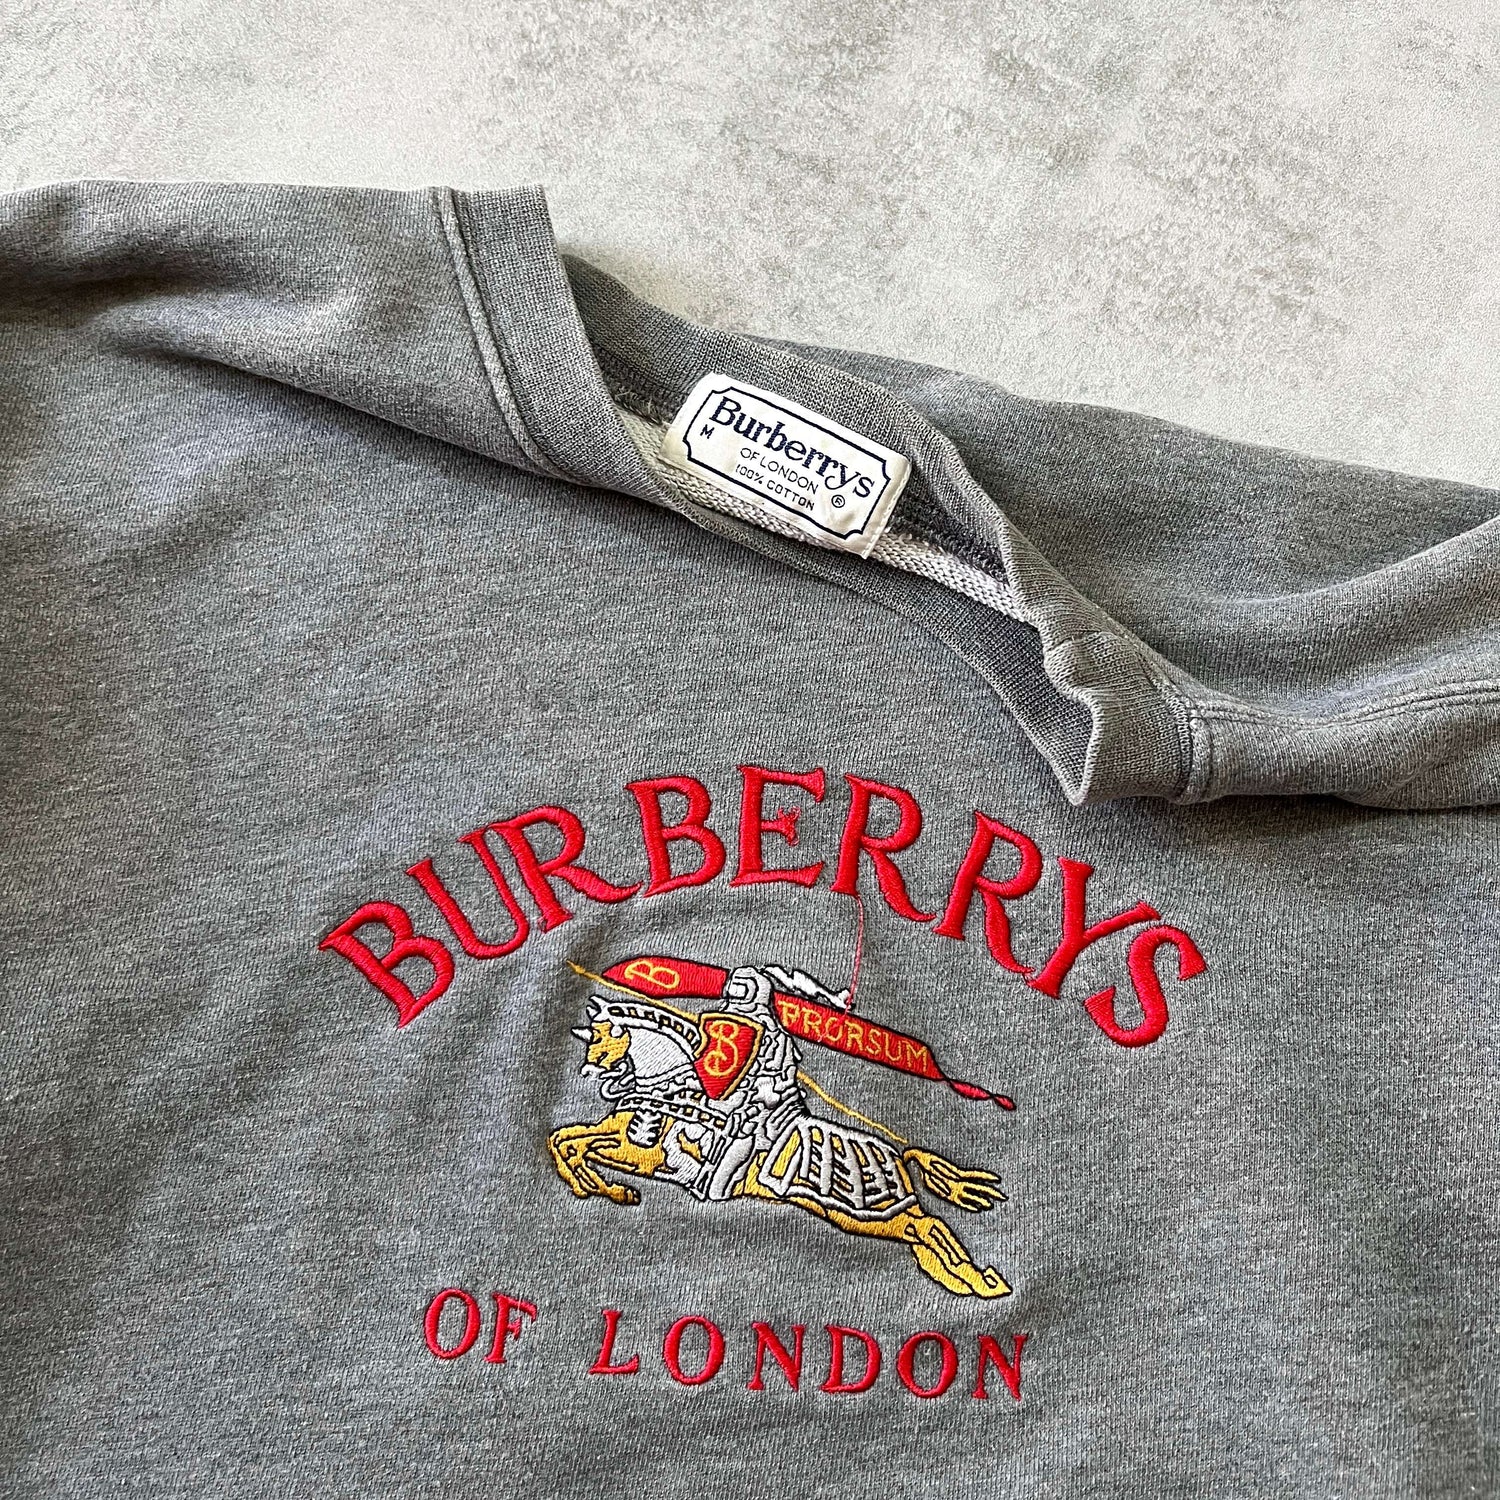 Burberrys
M
OF LONDON
100% COTTON ®
BURBERRYS
B
PRORSUM
B
OF LONDON